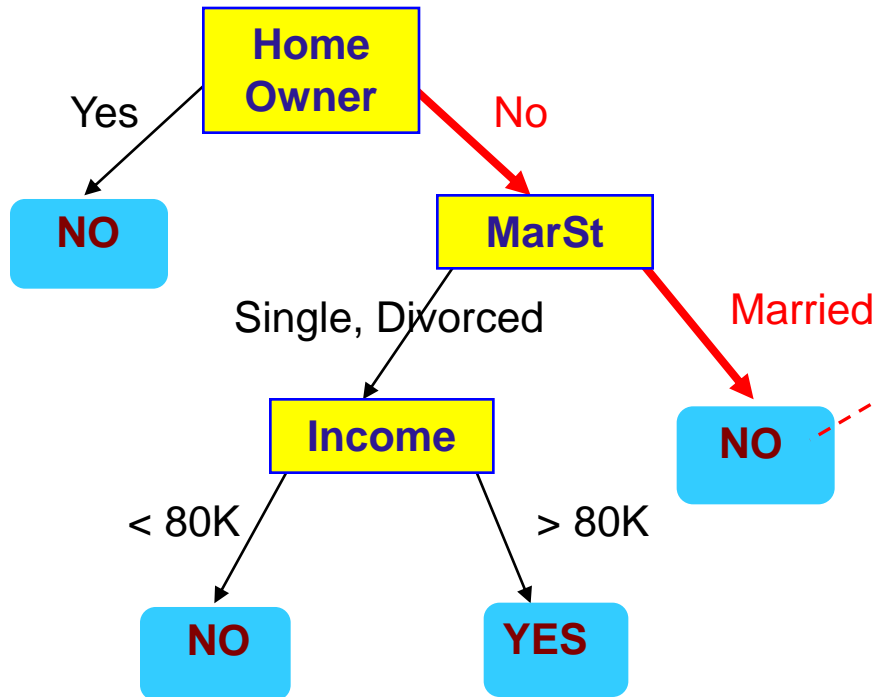 Home
Owner
Yes
No
NO
MarSt
Single, Divorced
Married
Income
NO
< 80K
> 80K
NO
YES